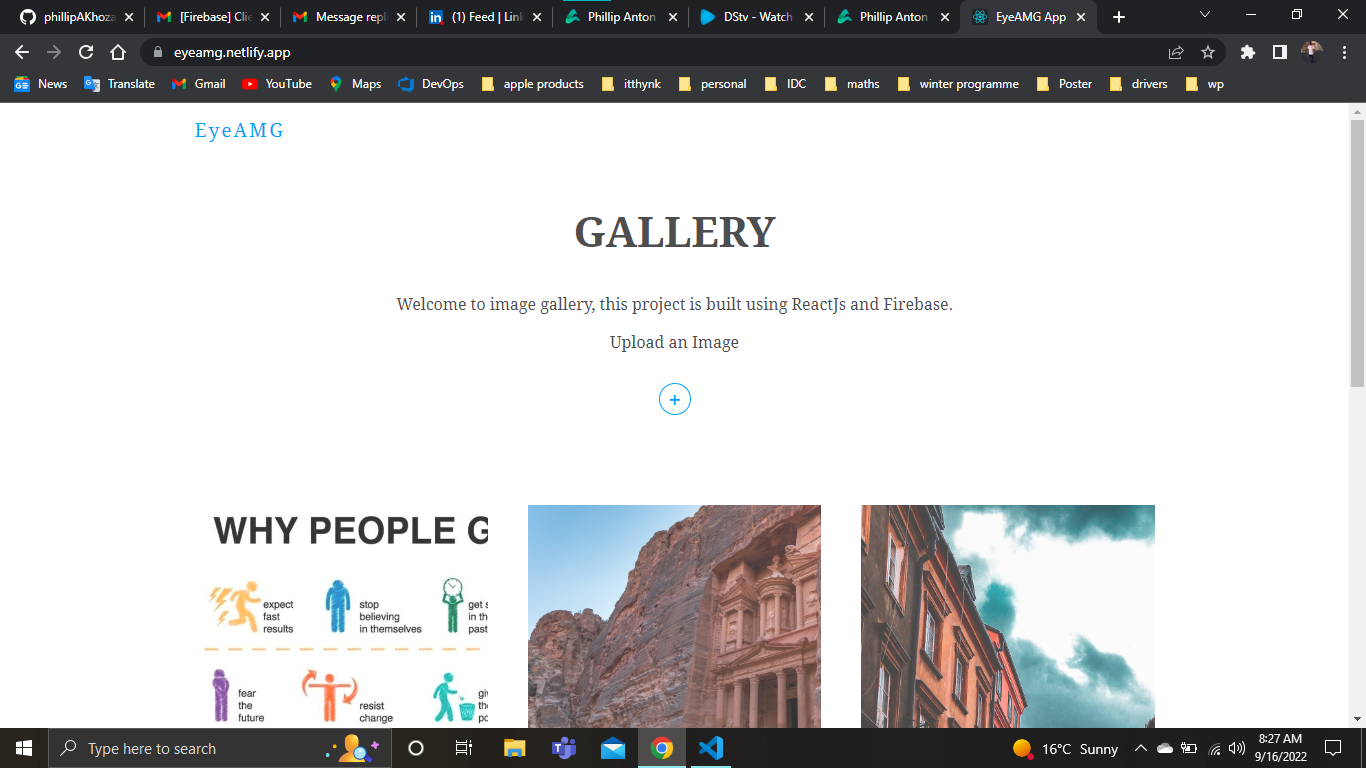 phillipAKhoza
[Firebase] Clie
Message repl
(1) Feed | Link
Phillip Anton
DStv - Watch
Phillip Anton
EyeAMG App
eyeamg.netlify.app
News
Translate
Gmail
YouTube
Maps
DevOps
apple products
itthynk
personal
IDC
maths
winter programme
Poster
drivers
wp
EyeAMG
GALLERY
Welcome to image gallery, this project is built using ReactJs and Firebase.
Upload an Image
+
WHY PEOPLE G
expect
fast
results
stop
believing
in themselves
get s
in th
past
fear
the
future
resist
change
giv
the
po
Type here to search
16°C Sunny
8:27 AM
9/16/2022